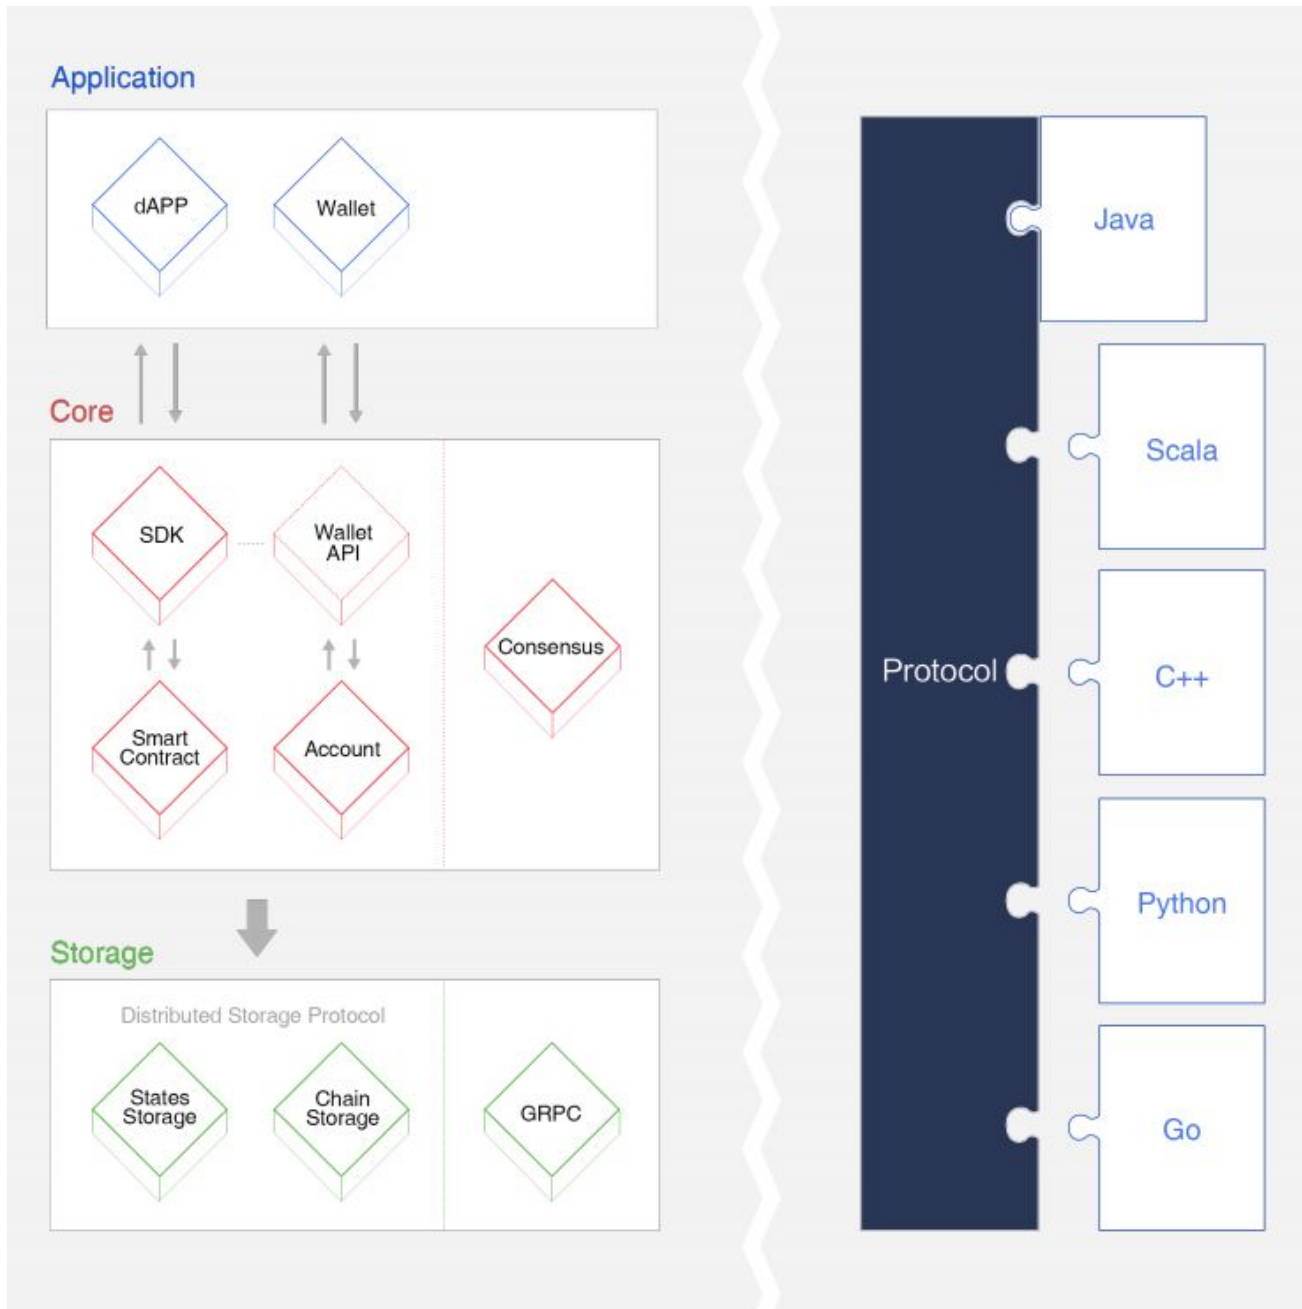 Application
dAPP
Wallet
Core
SDK
Wallet
API
Consensus
Smart
Contract
Account
Storage
Distributed Storage Protocol
States
Storage
Chain
Storage
GRPC
Protocol
Java
Scala
C++
Python
Go